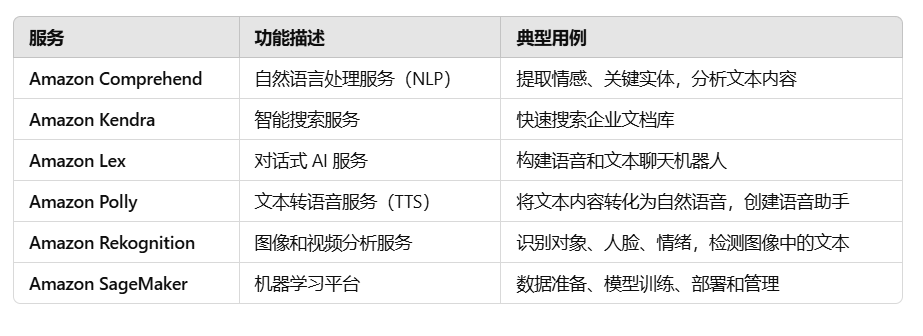 服务 功能描述 典型用例
Amazon Comprehend 自然语言处理服务（NLP） 提取情感、关键实体，分析文本内容
Amazon Kendra 智能搜索服务 快速搜索企业文档库
Amazon Lex 对话式 AI 服务 构建语音和文本聊天机器人
Amazon Polly 文本转语音服务（TTS） 将文本内容转化为自然语音，创建语音助手
Amazon Rekognition 图像和视频分析服务 识别对象、人脸、情绪，检测图像中的文本
Amazon SageMaker 机器学习平台 数据准备、模型训练、部署和管理